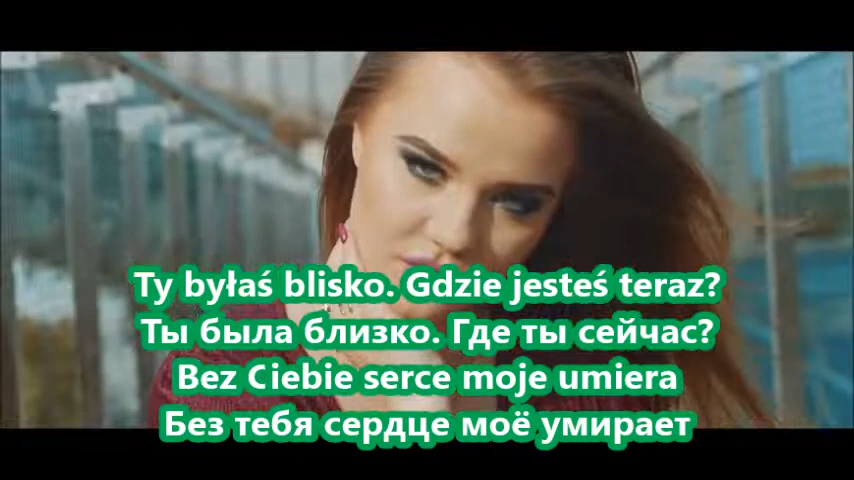 Ty byłaś blisko. Gdzie jesteś teraz?
Ты была близко. Где ты сейчас?
Bez Ciebie serce moje umiera
Без тебя сердце моё умирает